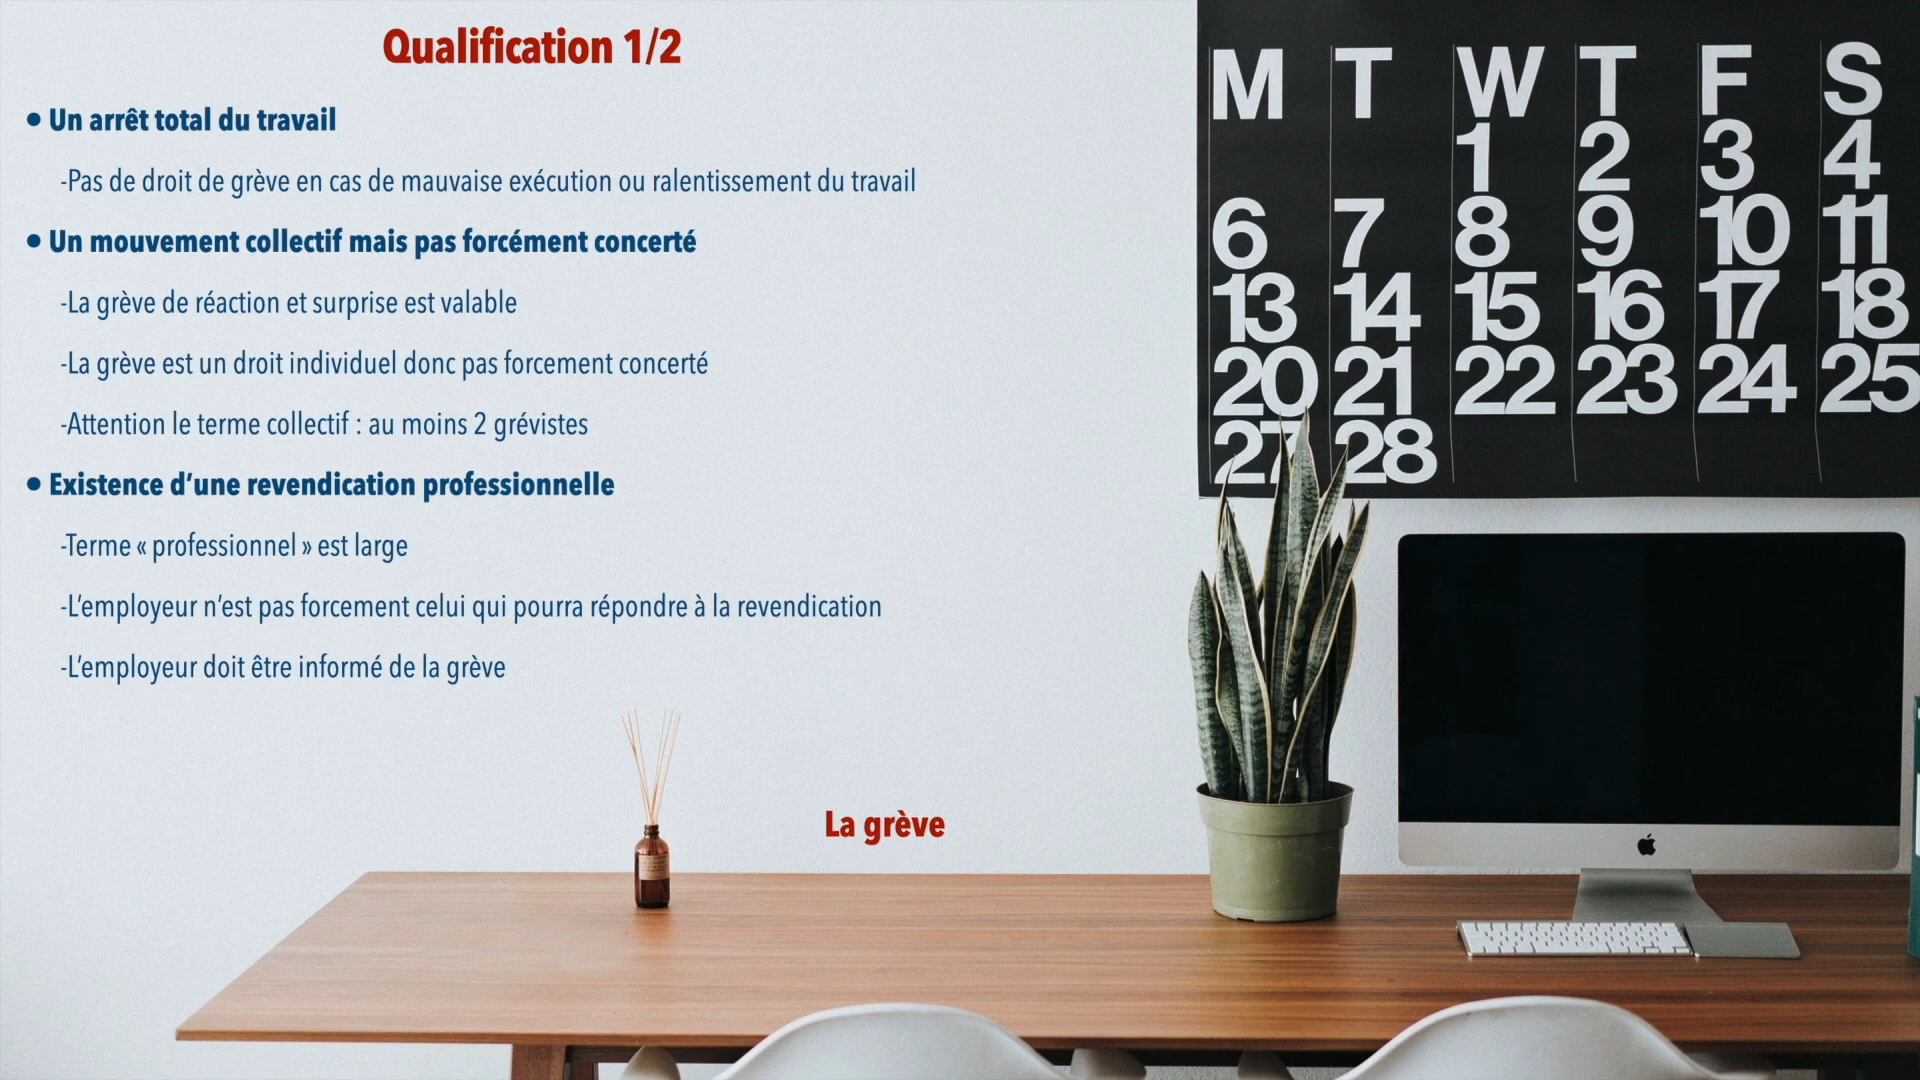 Qualification 1/2
• Un arrêt total du travail
-Pas de droit de grève en cas de mauvaise exécution ou ralentissement du travail
• Un mouvement collectif mais pas forcément concerté
-La grève de réaction et surprise est valable
-La grève est un droit individuel donc pas forcement concerté
-Attention le terme collectif : au moins 2 grévistes
• Existence d’une revendication professionnelle
-Terme « professionnel » est large
-L’employeur n’est pas forcement celui qui pourra répondre à la revendication
-L’employeur doit être informé de la grève
La grève
M T W T F S
1 2 3 4
6 7 8 9 10 11
13 14 15 16 17 18
20 21 22 23 24 25
27 28